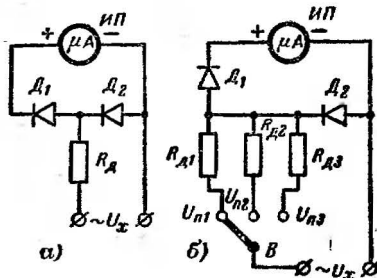 ИП
+ μA −
Д1 Д2
Rд
~Ux
а)
ИП
+ μA −
Д1
Д2
Rд1 Rд2 Rд3
Uп1 Uп2 Uп3
В
~Ux
б)